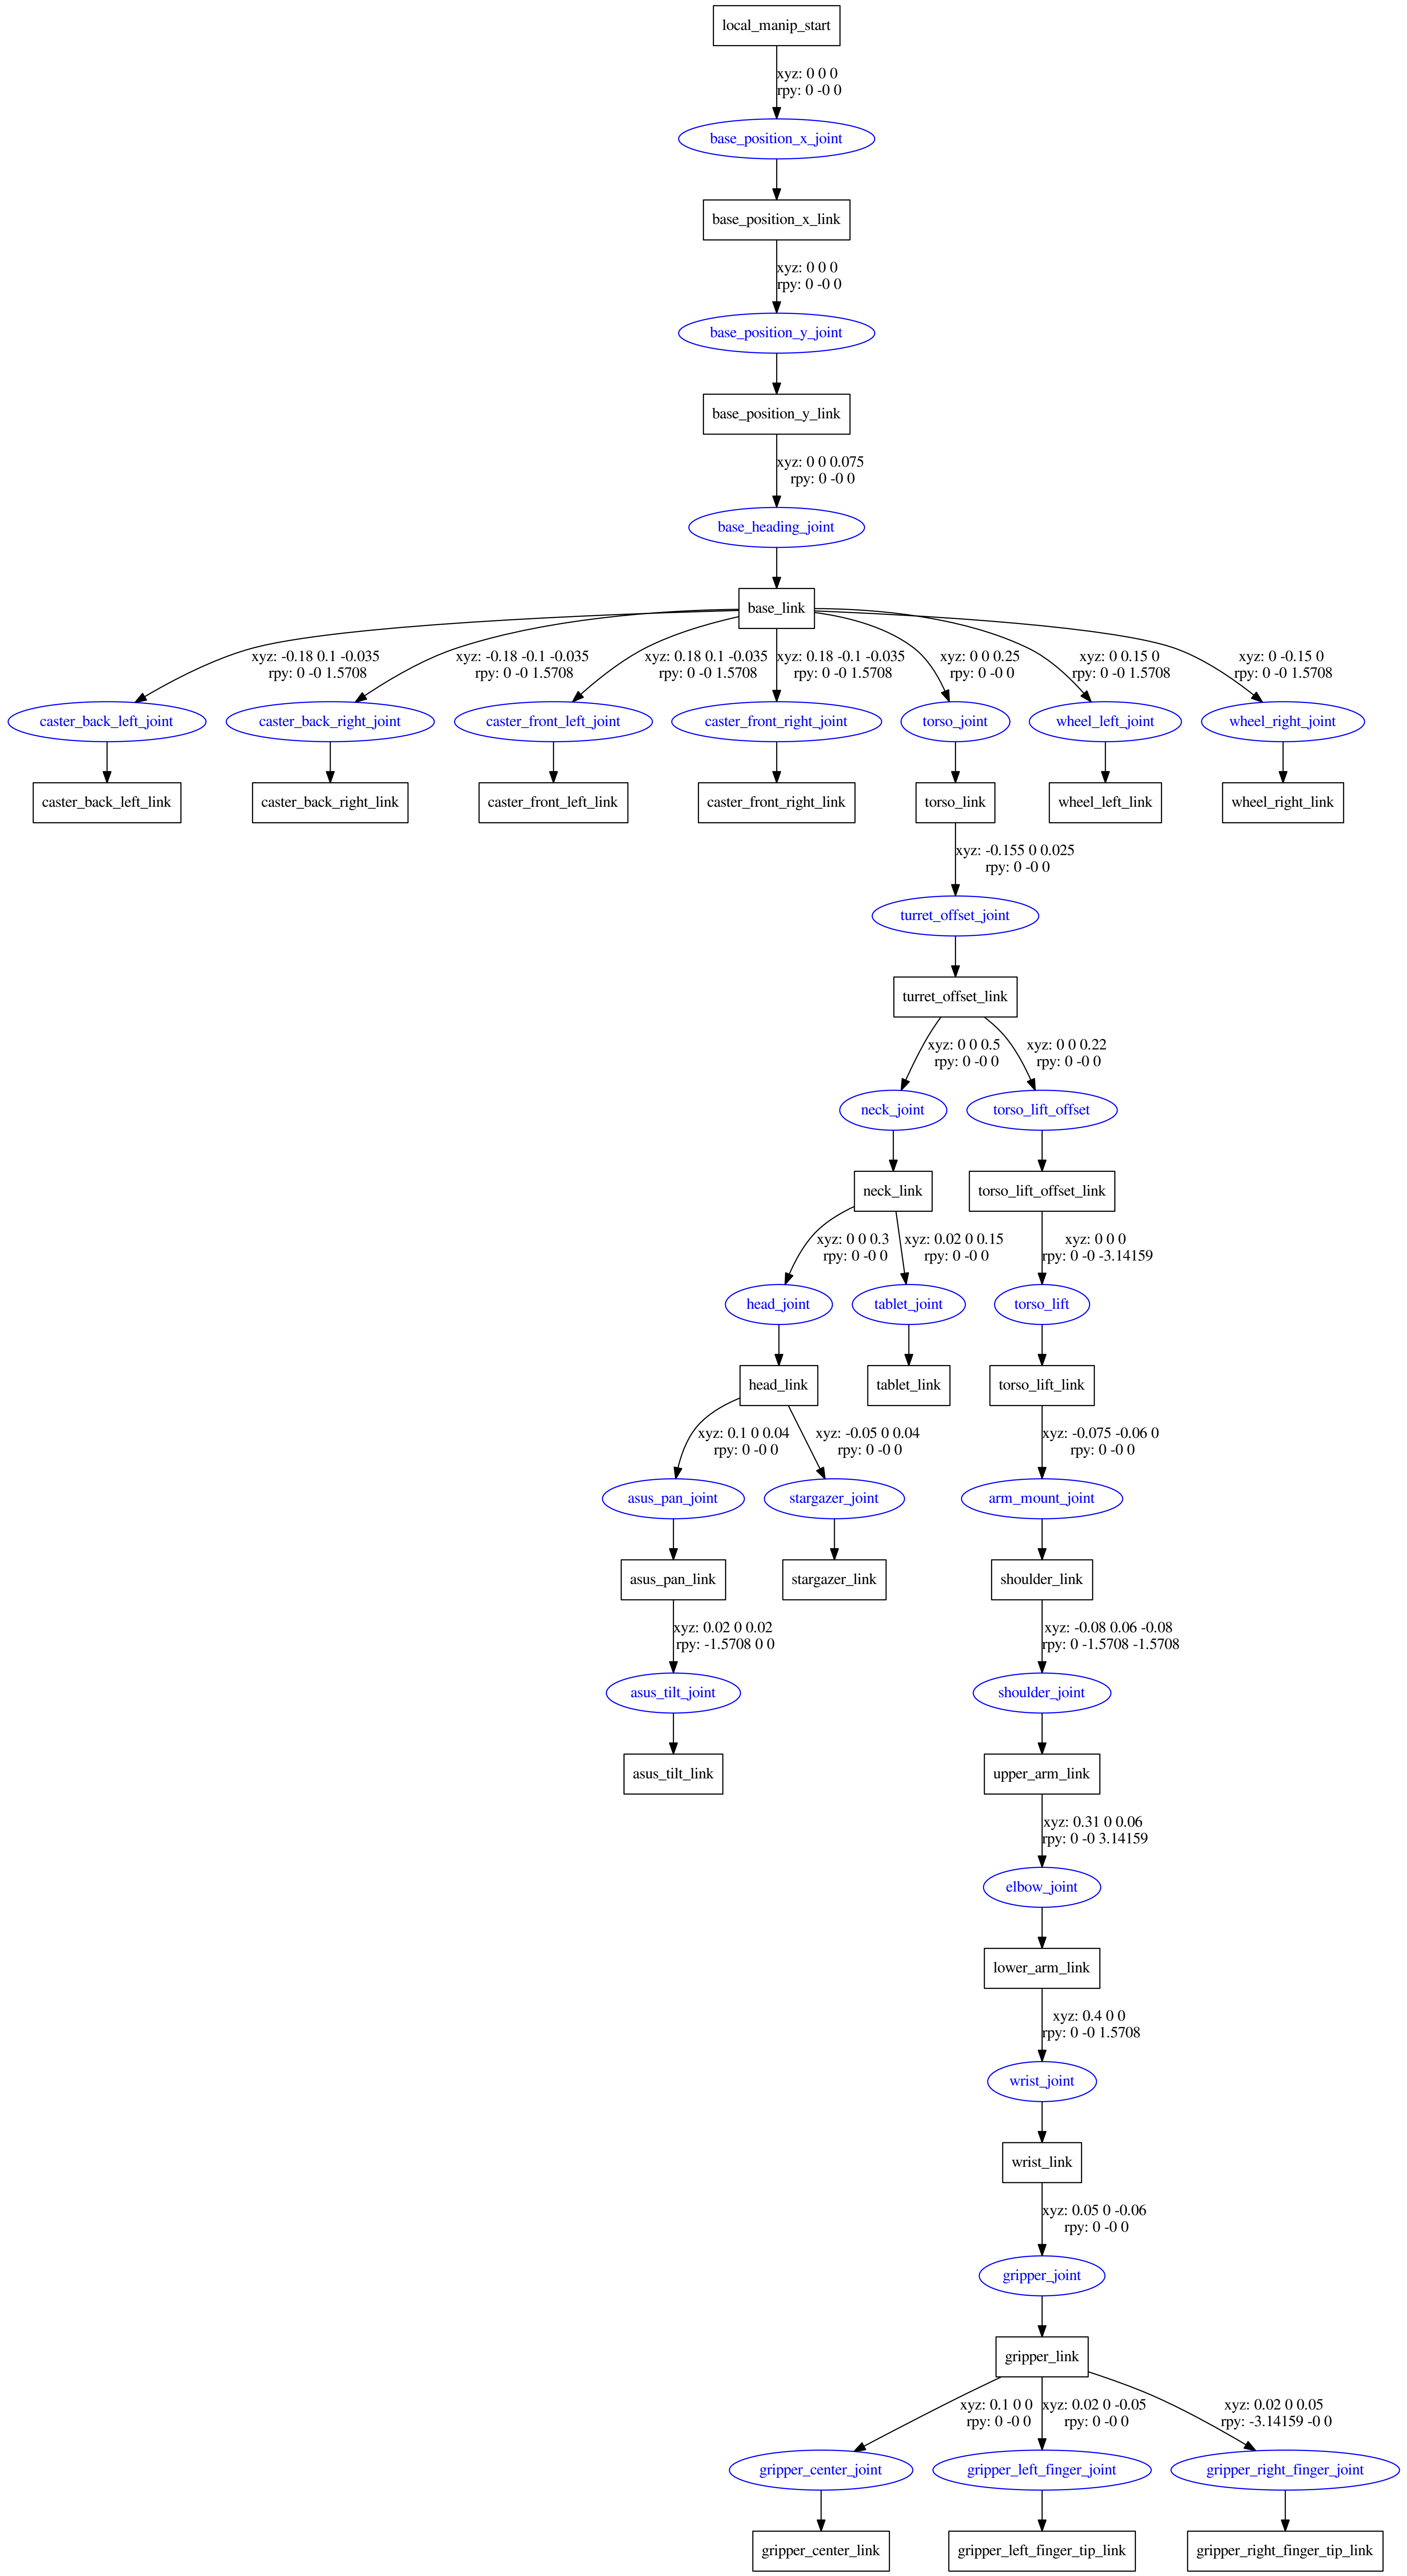 local_manip_start
xyz: 0 0 0
rpy: 0 -0 0
base_position_x_joint
base_position_x_link
xyz: 0 0 0
rpy: 0 -0 0
base_position_y_joint
base_position_y_link
xyz: 0 0 0.075
rpy: 0 -0 0
base_heading_joint
base_link
xyz: -0.18 0.1 -0.035
rpy: 0 -0 1.5708
xyz: -0.18 -0.1 -0.035
rpy: 0 -0 1.5708
xyz: 0.18 0.1 -0.035
rpy: 0 -0 1.5708
xyz: 0.18 -0.1 -0.035
rpy: 0 -0 1.5708
xyz: 0 0 0.25
rpy: 0 -0 0
xyz: 0 0.15 0
rpy: 0 -0 1.5708
xyz: 0 -0.15 0
rpy: 0 -0 1.5708
caster_back_left_joint
caster_back_right_joint
caster_front_left_joint
caster_front_right_joint
torso_joint
wheel_left_joint
wheel_right_joint
caster_back_left_link
caster_back_right_link
caster_front_left_link
caster_front_right_link
torso_link
wheel_left_link
wheel_right_link
xyz: -0.155 0 0.025
rpy: 0 -0 0
turret_offset_joint
turret_offset_link
xyz: 0 0 0.5
rpy: 0 -0 0
xyz: 0 0 0.22
rpy: 0 -0 0
neck_joint
torso_lift_offset
neck_link
torso_lift_offset_link
xyz: 0 0 0.3
rpy: 0 -0 0
xyz: 0.02 0 0.15
rpy: 0 -0 0
xyz: 0 0 0
rpy: 0 -0 -3.14159
head_joint
tablet_joint
torso_lift
head_link
tablet_link
torso_lift_link
xyz: 0.1 0 0.04
rpy: 0 -0 0
xyz: -0.05 0 0.04
rpy: 0 -0 0
xyz: -0.075 -0.06 0
rpy: 0 -0 0
asus_pan_joint
stargazer_joint
arm_mount_joint
asus_pan_link
stargazer_link
shoulder_link
xyz: 0.02 0 0.02
rpy: -1.5708 0 0
xyz: -0.08 0.06 -0.08
rpy: 0 -1.5708 -1.5708
asus_tilt_joint
shoulder_joint
asus_tilt_link
upper_arm_link
xyz: 0.31 0 0.06
rpy: 0 -0 3.14159
elbow_joint
lower_arm_link
xyz: 0.4 0 0
rpy: 0 -0 1.5708
wrist_joint
wrist_link
xyz: 0.05 0 -0.06
rpy: 0 -0 0
gripper_joint
gripper_link
xyz: 0.1 0 0
rpy: 0 -0 0
xyz: 0.02 0 -0.05
rpy: 0 -0 0
xyz: 0.02 0 0.05
rpy: -3.14159 -0 0
gripper_center_joint
gripper_left_finger_joint
gripper_right_finger_joint
gripper_center_link
gripper_left_finger_tip_link
gripper_right_finger_tip_link